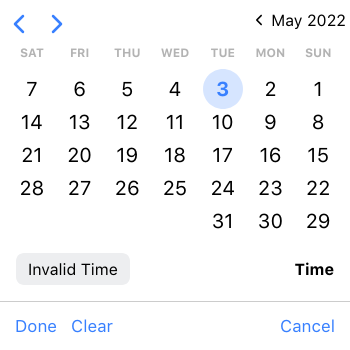 May 2022
SAT FRI THU WED TUE MON SUN
7 6 5 4 3 2 1
14 13 12 11 10 9 8
21 20 19 18 17 16 15
28 27 26 25 24 23 22
31 30 29
Invalid Time Time
Done Clear Cancel